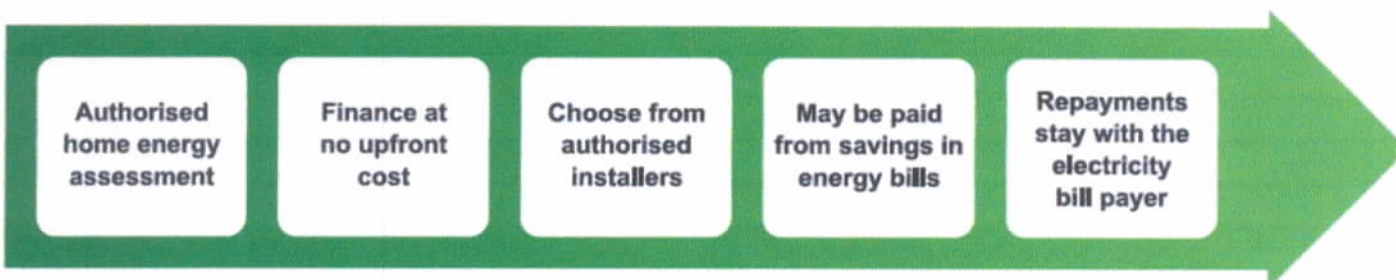 Authorised
home energy
assessment
Finance at
no upfront
cost
Choose from
authorised
installers
May be paid
from savings in
energy bills
Repayments
stay with the
electricity
bill payer